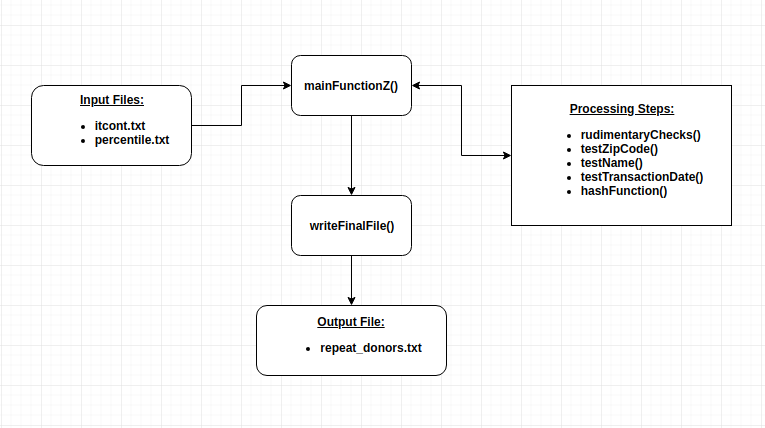 Input Files:
• itcont.txt
• percentile.txt
mainFunctionZ()
Processing Steps:
• rudimentaryChecks()
• testZipCode()
• testName()
• testTransactionDate()
• hashFunction()
writeFinalFile()
Output File:
• repeat_donors.txt